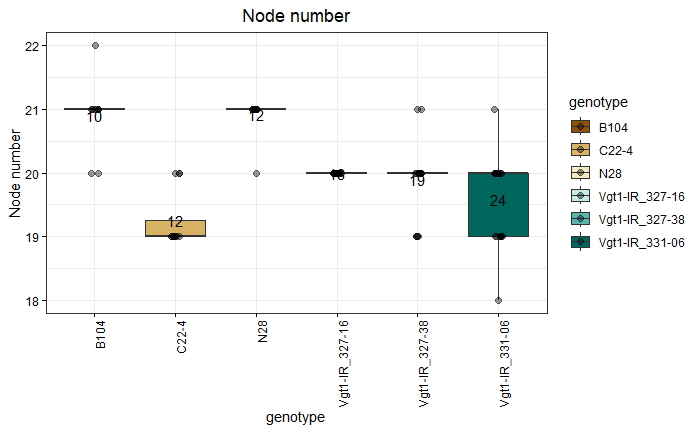 Node number
Node number
22
21
20
19
18
10
12
12
19
24
B104
C22-4
N28
Vgt1-IR_327-16
Vgt1-IR_327-38
Vgt1-IR_331-06
genotype
genotype
B104
C22-4
N28
Vgt1-IR_327-16
Vgt1-IR_327-38
Vgt1-IR_331-06